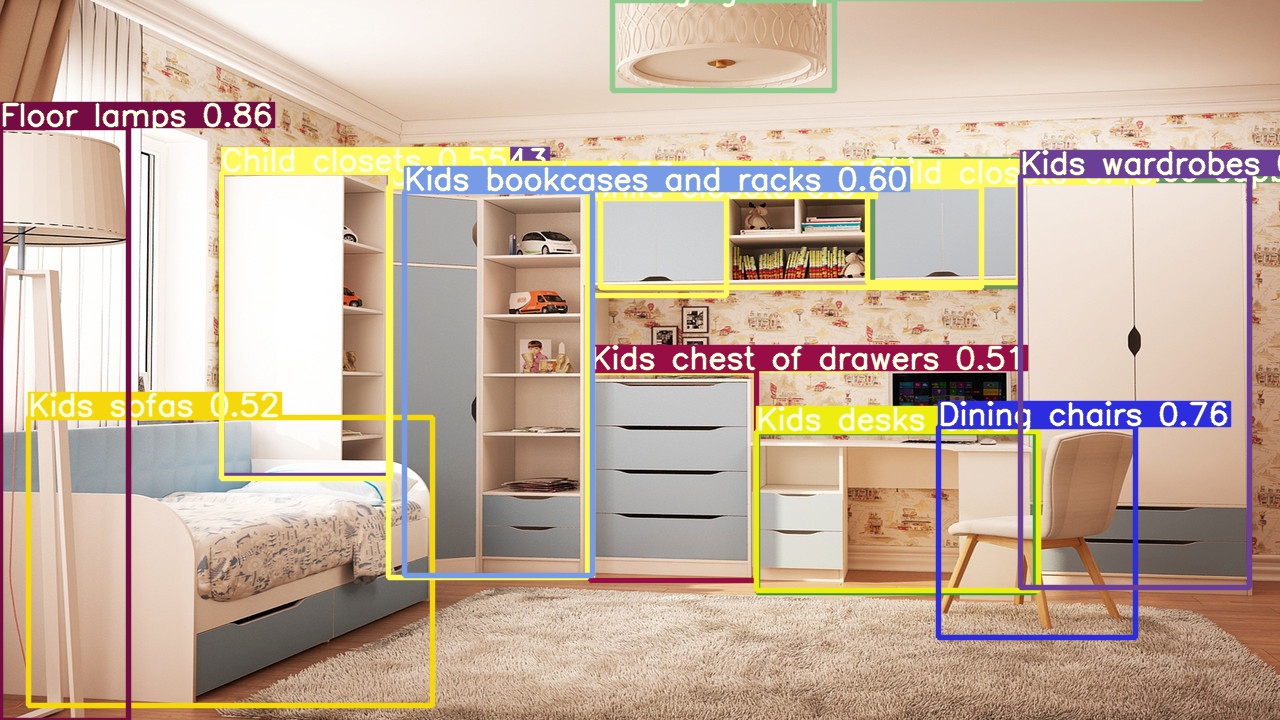 Floor lamps 0.86
Child closets 0.5543
Kids bookcases and racks 0.60
Kids wardrobes
Kids chest of drawers 0.51
Kids sofas 0.52
Kids desks
Dining chairs 0.76